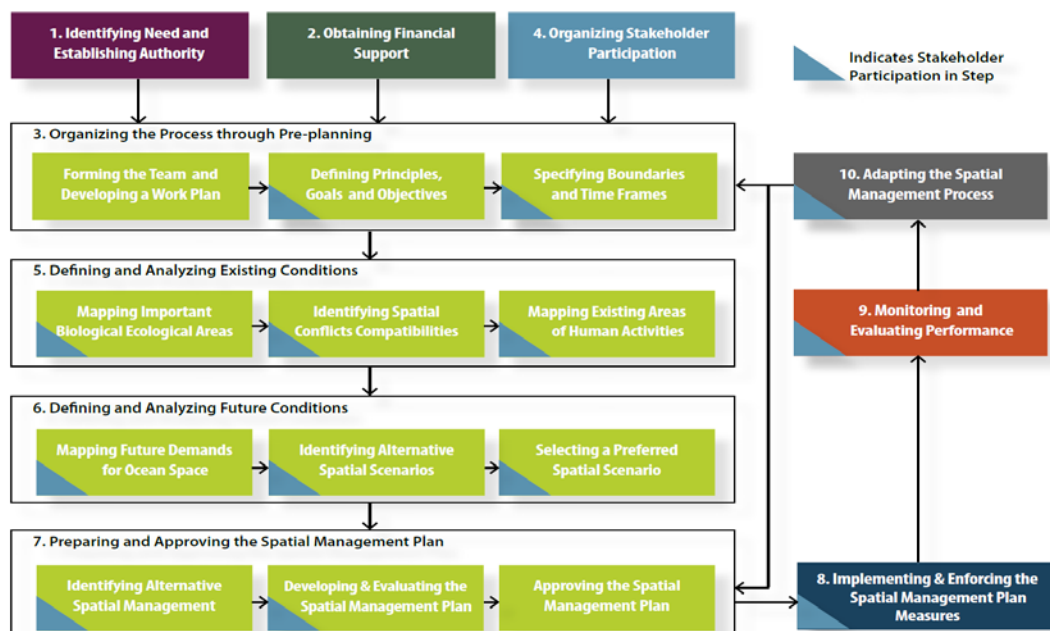 1. Identifying Need and
Establishing Authority
2. Obtaining Financial
Support
4. Organizing Stakeholder
Participation
Indicates Stakeholder
Participation in Step
3. Organizing the Process through Pre-planning
Forming the Team and
Developing a Work Plan
Defining Principles,
Goals and Objectives
Specifying Boundaries
and Time Frames
10. Adapting the Spatial
Management Process
5. Defining and Analyzing Existing Conditions
Mapping Important
Biological Ecological Areas
Identifying Spatial
Conflicts Compatibilities
Mapping Existing Areas
of Human Activities
9. Monitoring and
Evaluating Performance
6. Defining and Analyzing Future Conditions
Mapping Future Demands
for Ocean Space
Identifying Alternative
Spatial Scenarios
Selecting a Preferred
Spatial Scenario
7. Preparing and Approving the Spatial Management Plan
Identifying Alternative
Spatial Management
Developing & Evaluating the
Spatial Management Plan
Approving the Spatial
Management Plan
8. Implementing & Enforcing the
Spatial Management Plan
Measures